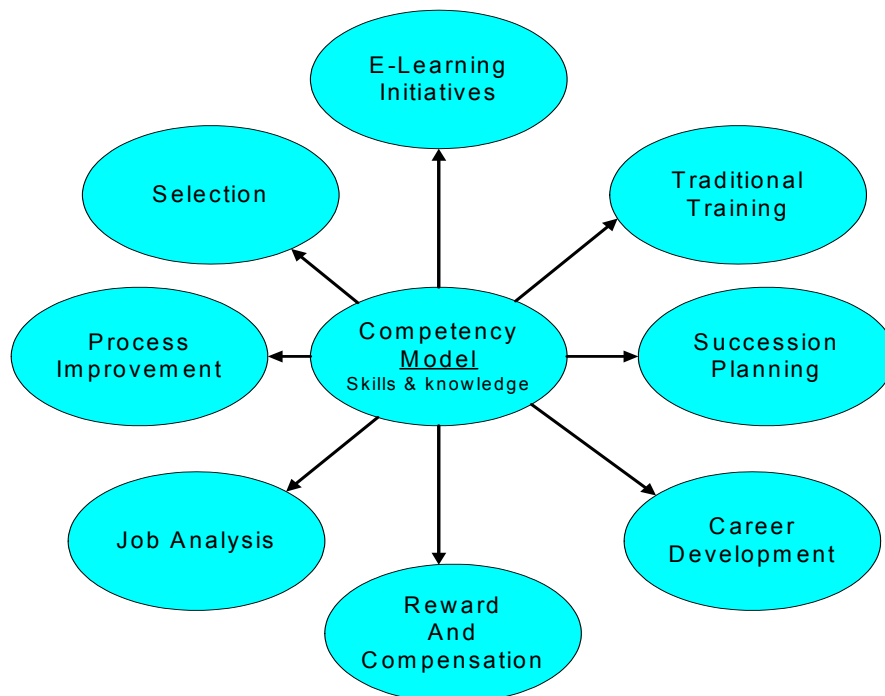 E-Learning
Initiatives
Selection
Traditional
Training
Process
Improvement
Competency
Model
Skills & knowledge
Succession
Planning
Job Analysis
Career
Development
Reward
And
Compensation